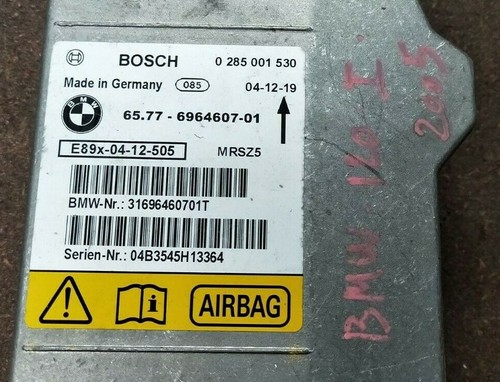 BOSCH 0 285 001 530
Made in Germany 085 04-12-19
BMW 65.77 - 6964607-01
E89x-04-12-505 MRSZ5
BMW-Nr.: 31696460701T
Serien-Nr.: 04B3545H13364
AIRBAG
BMW 120 I
2005